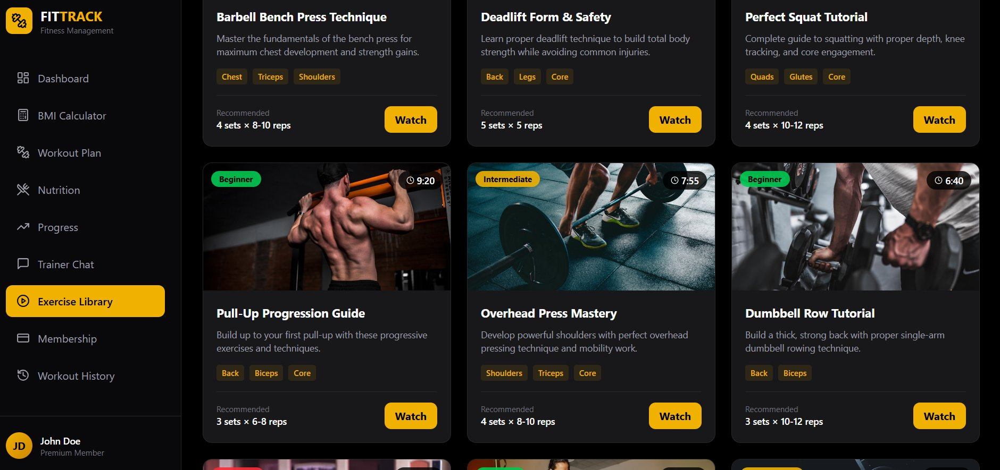 FITTRACK
Fitness Management
Dashboard
BMI Calculator
Workout Plan
Nutrition
Progress
Trainer Chat
Exercise Library
Membership
Workout History
JD
John Doe
Premium Member
Barbell Bench Press Technique
Master the fundamentals of the bench press for
maximum chest development and strength gains.
Chest Triceps Shoulders
Recommended
4 sets × 8-10 reps
Watch
Deadlift Form & Safety
Learn proper deadlift technique to build total body
strength while avoiding common injuries.
Back Legs Core
Recommended
5 sets × 5 reps
Watch
Perfect Squat Tutorial
Complete guide to squatting with proper depth, knee
tracking, and core engagement.
Quads Glutes Core
Recommended
4 sets × 10-12 reps
Watch
Beginner
9:20
Pull-Up Progression Guide
Build up to your first pull-up with these progressive
exercises and techniques.
Back Biceps Core
Recommended
3 sets × 6-8 reps
Watch
Intermediate
7:55
Overhead Press Mastery
Develop powerful shoulders with perfect overhead
pressing technique and mobility work.
Shoulders Triceps Core
Recommended
4 sets × 8-10 reps
Watch
Beginner
6:40
Dumbbell Row Tutorial
Build a thick, strong back with proper single-arm
dumbbell rowing technique.
Back Biceps
Recommended
3 sets × 10-12 reps
Watch